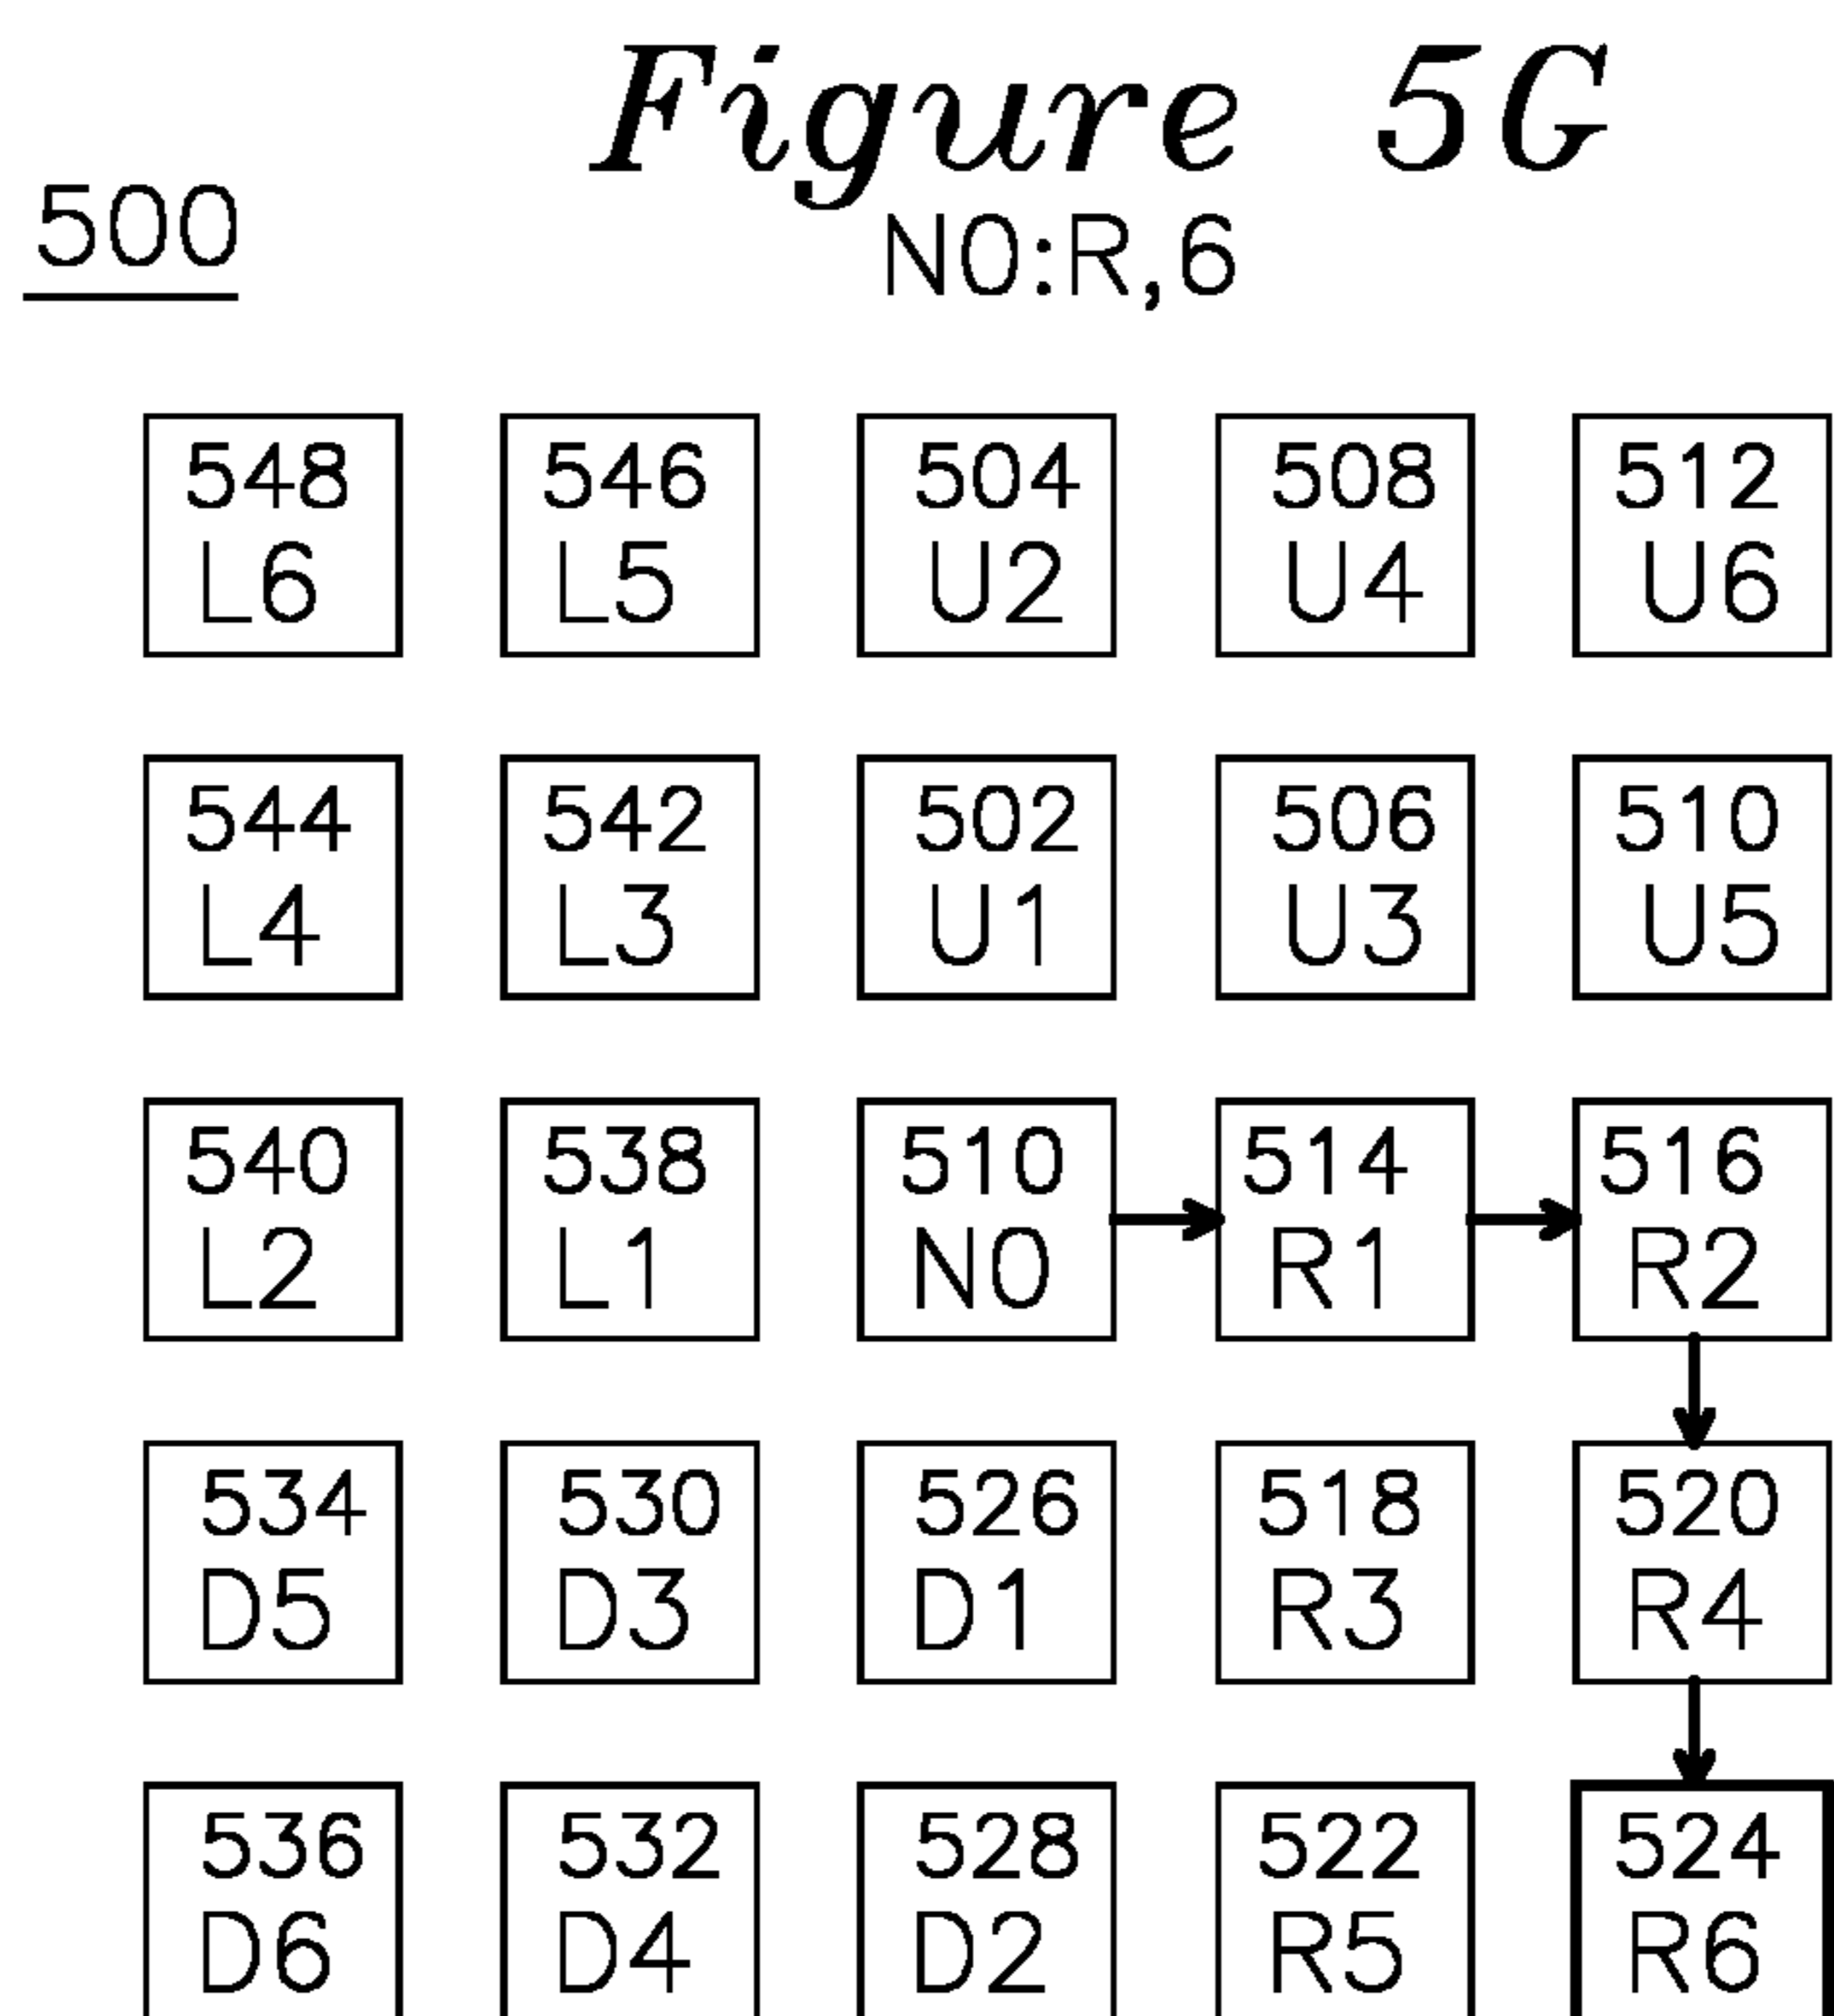 Figure 5G
500
N0:R,6
548 546 504 508 512
L6 L5 U2 U4 U6
544 542 502 506 510
L4 L3 U1 U3 U5
540 538 510 514 516
L2 L1 N0 R1 R2
534 530 526 518 520
D5 D3 D1 R3 R4
536 532 528 522 524
D6 D4 D2 R5 R6